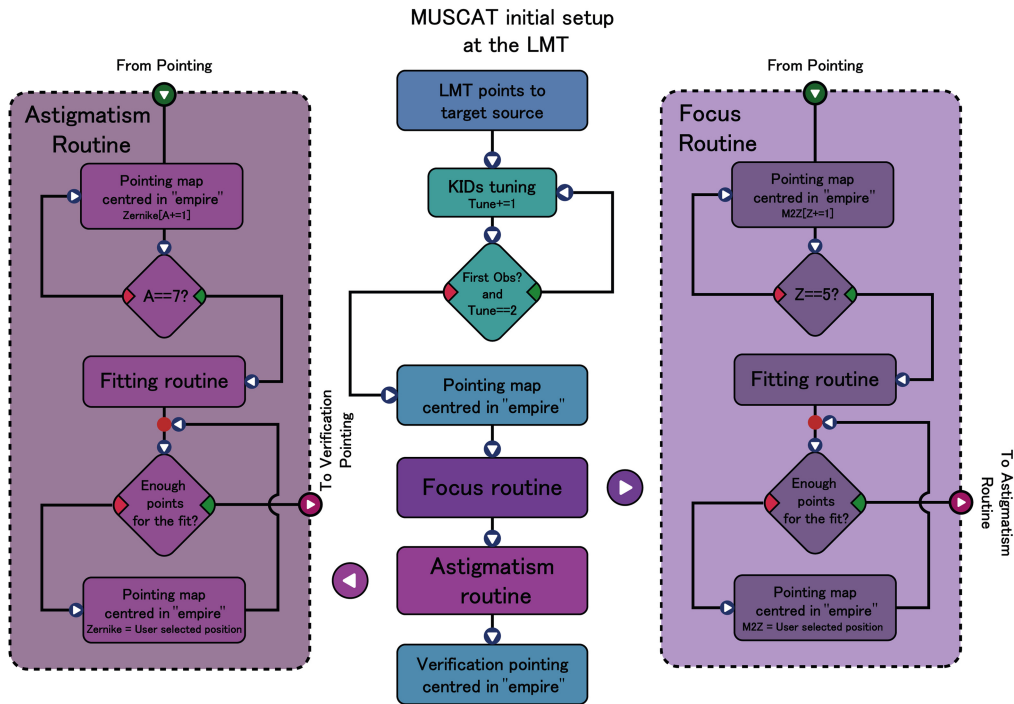 MUSCAT initial setup
at the LMT
From Pointing
Astigmatism
Routine
Pointing map
centred in "empire"
Zernike[A+=1]
A==7?
Fitting routine
Enough
points
for the fit?
Pointing map
centred in "empire"
Zernike = User selected position
To Verification
Pointing
LMT points to
target source
KIDs tuning
Tune+=1
First Obs?
and
Tune==2
Pointing map
centred in "empire"
Focus routine
Astigmatism
routine
Verification pointing
centred in "empire"
From Pointing
Focus
Routine
Pointing map
centred in "empire"
M2Z[Z+=1]
Z==5?
Fitting routine
Enough
points
for the fit?
Pointing map
centred in "empire"
M2Z = User selected position
To Astigmatism
Routine